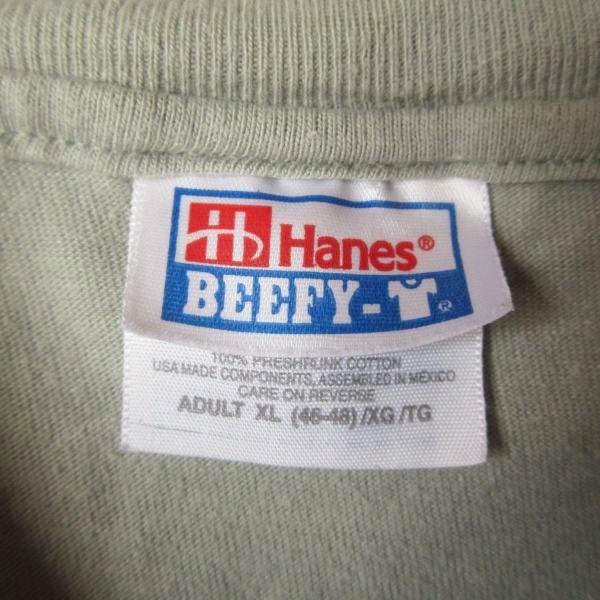 Hanes®
BEEFY-T®
100% PRESHRUNK COTTON
USA MADE COMPONENTS, ASSEMBLED IN MEXICO
CARE ON REVERSE
ADULT XL (46-48) /XG /TG